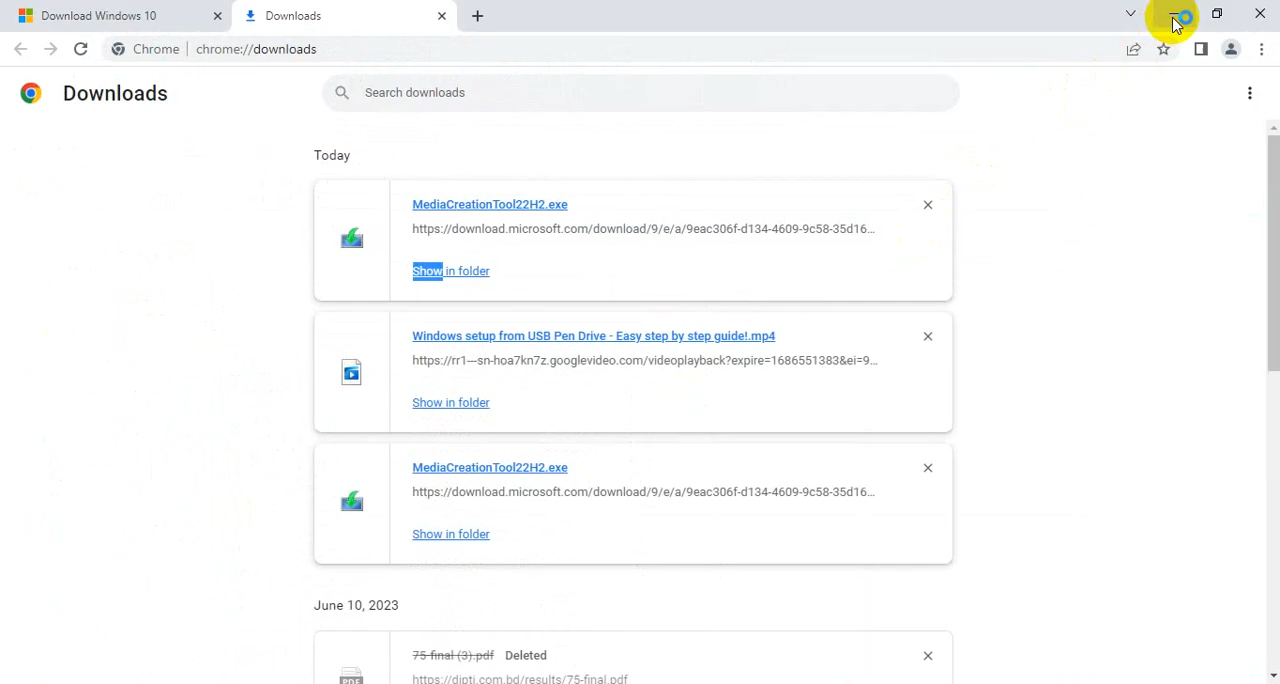 Download Windows 10
Downloads
Chrome
chrome://downloads
Downloads
Search downloads
Today
MediaCreationTool22H2.exe
https://download.microsoft.com/download/9/e/a/9eac306f-d134-4609-9c58-35d16...
Show in folder
Windows setup from USB Pen Drive - Easy step by step guide!.mp4
https://rr1---sn-hoa7kn7z.googlevideo.com/videoplayback?expire=1686551383&ei=9...
Show in folder
MediaCreationTool22H2.exe
https://download.microsoft.com/download/9/e/a/9eac306f-d134-4609-9c58-35d16...
Show in folder
June 10, 2023
75-final (3).pdf Deleted
https://dipti.com.bd/results/75-final.pdf
PDF